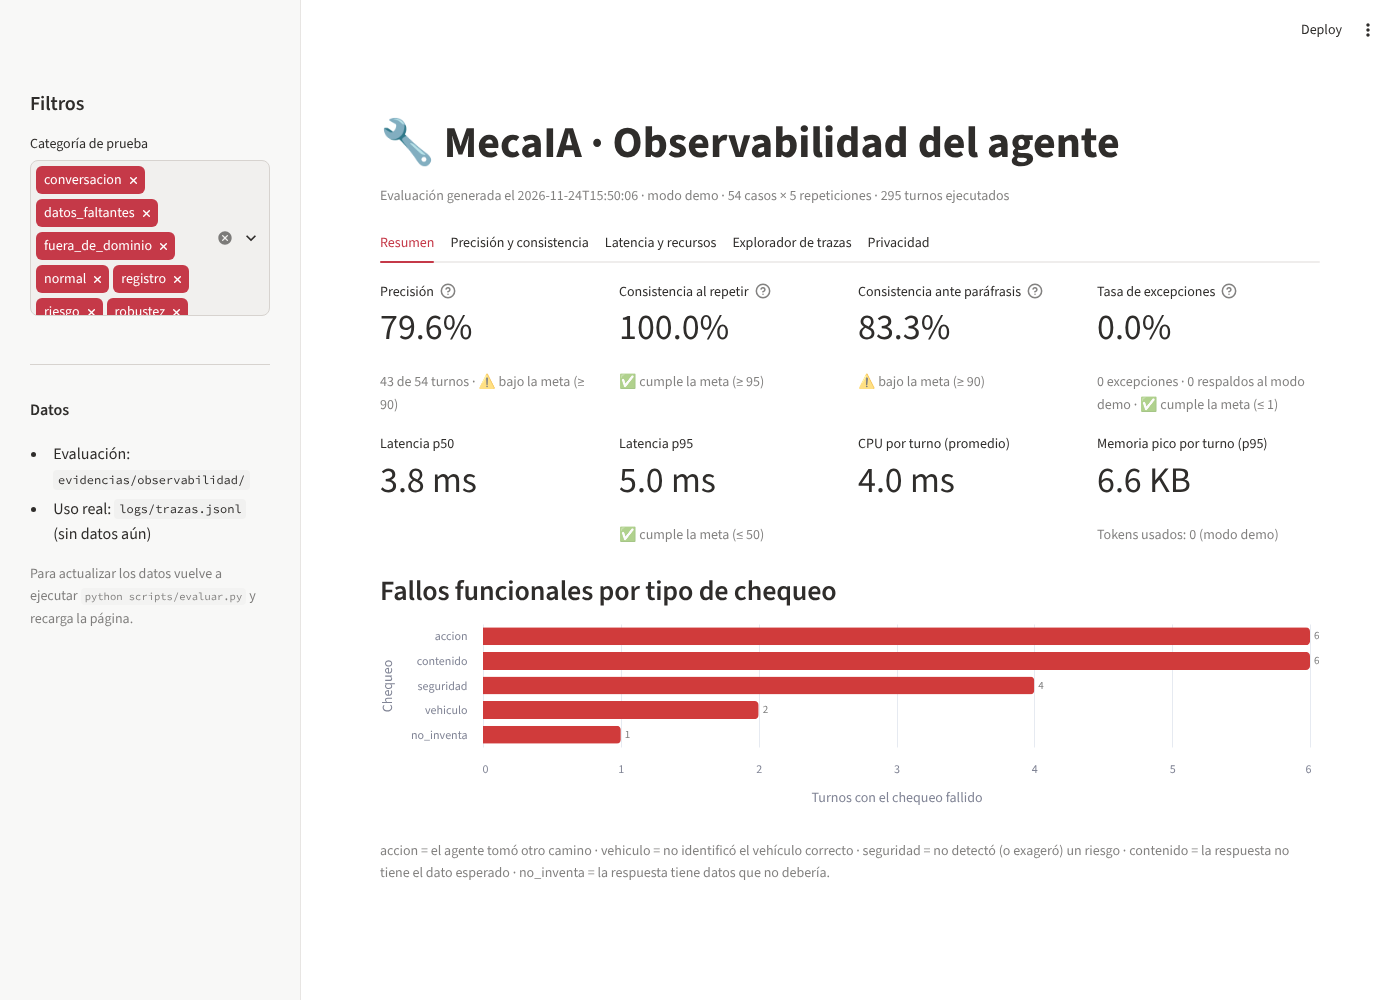 Deploy
Filtros
Categoría de prueba
conversacion ×
datos_faltantes ×
fuera_de_dominio ×
normal × registro ×
riesgo × robustez ×
Datos
• Evaluación:
evidencias/observabilidad/
• Uso real: logs/trazas.jsonl
(sin datos aún)
Para actualizar los datos vuelve a
ejecutar python scripts/evaluar.py y
recarga la página.
🔧 MecaIA · Observabilidad del agente
Evaluación generada el 2026-11-24T15:50:06 · modo demo · 54 casos × 5 repeticiones · 295 turnos ejecutados
Resumen Precisión y consistencia Latencia y recursos Explorador de trazas Privacidad
Precisión
79.6%
43 de 54 turnos · ⚠️ bajo la meta (≥
90)
Consistencia al repetir
100.0%
✅ cumple la meta (≥ 95)
Consistencia ante paráfrasis
83.3%
⚠️ bajo la meta (≥ 90)
Tasa de excepciones
0.0%
0 excepciones · 0 respaldos al modo
demo · ✅ cumple la meta (≤ 1)
Latencia p50
3.8 ms
Latencia p95
5.0 ms
✅ cumple la meta (≤ 50)
CPU por turno (promedio)
4.0 ms
Memoria pico por turno (p95)
6.6 KB
Tokens usados: 0 (modo demo)
Fallos funcionales por tipo de chequeo
Chequeo
accion 6
contenido 6
seguridad 4
vehiculo 2
no_inventa 1
0 1 2 3 4 5 6
Turnos con el chequeo fallido
accion = el agente tomó otro camino · vehiculo = no identificó el vehículo correcto · seguridad = no detectó (o exageró) un riesgo · contenido = la respuesta no
tiene el dato esperado · no_inventa = la respuesta tiene datos que no debería.